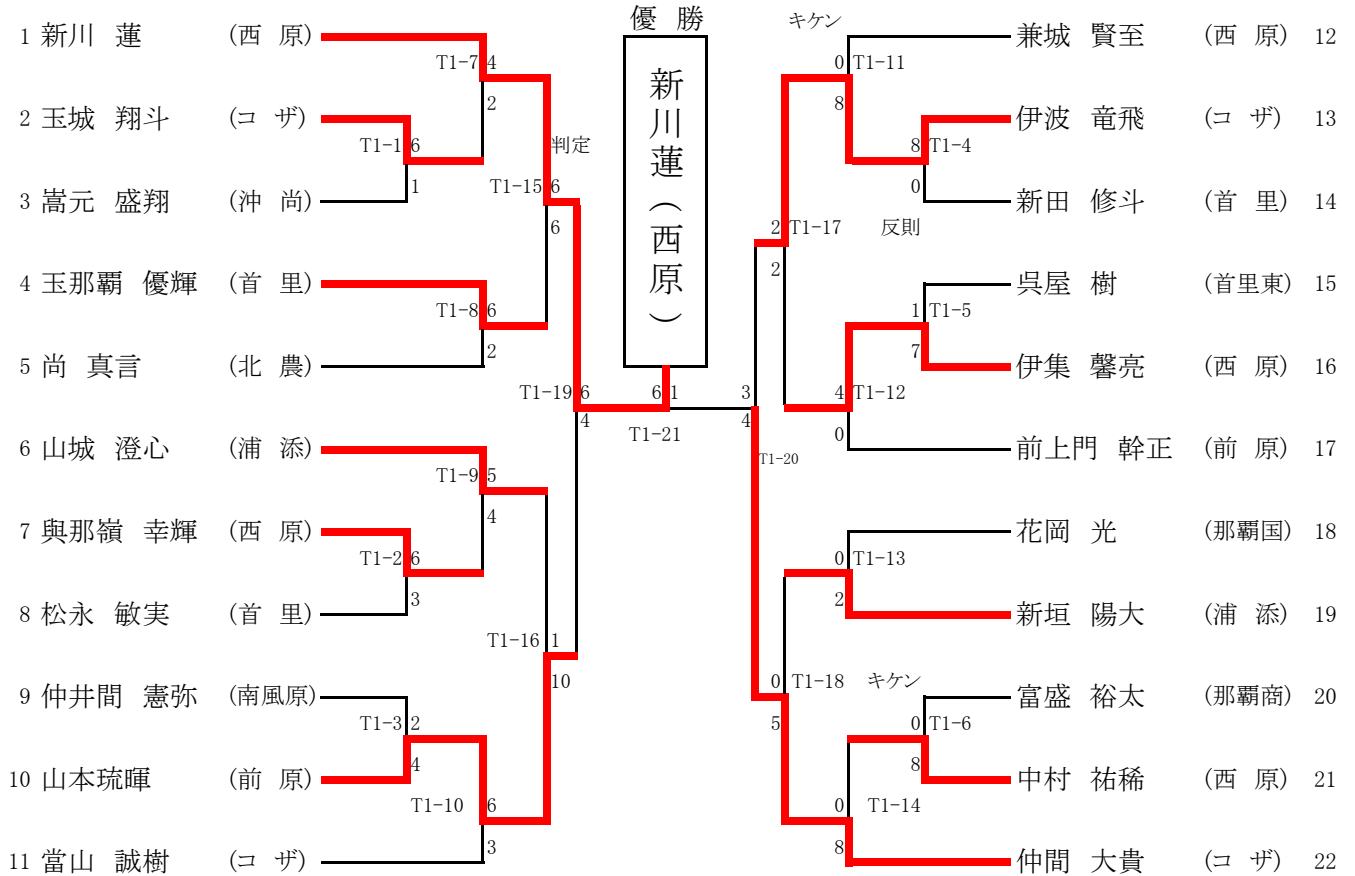 優 勝
新川蓮（西原）
1 新川 蓮 (西 原)
T1-7 4
2
2 玉城 翔斗 (コ ザ)
T1-1 6
1
判定
3 嵩元 盛翔 (沖 尚)
T1-15 6
6
4 玉那覇 優輝 (首 里)
T1-8 6
2
5 尚 真言 (北 農)
T1-19 6
4
6 山城 澄心 (浦 添)
T1-9 5
4
7 與那嶺 幸輝 (西 原)
T1-2 6
3
8 松永 敏実 (首 里)
T1-16 1
10
9 仲井間 憲弥 (南風原)
T1-3 2
4
10 山本琉暉 (前 原)
T1-10 6
3
11 當山 誠樹 (コ ザ)
6 1
T1-21
キケン
兼城 賢至 (西 原) 12
0 T1-11
8
伊波 竜飛 (コ ザ) 13
8 T1-4
0
新田 修斗 (首 里) 14
2 T1-17 反則
2
呉屋 樹 (首里東) 15
1 T1-5
7
伊集 馨亮 (西 原) 16
4 T1-12
0
3
4
T1-20
前上門 幹正 (前 原) 17
花岡 光 (那覇国) 18
0 T1-13
2
新垣 陽大 (浦 添) 19
0 T1-18 キケン
5
富盛 裕太 (那覇商) 20
0 T1-6
8
中村 祐稀 (西 原) 21
0 T1-14
8
仲間 大貴 (コ ザ) 22